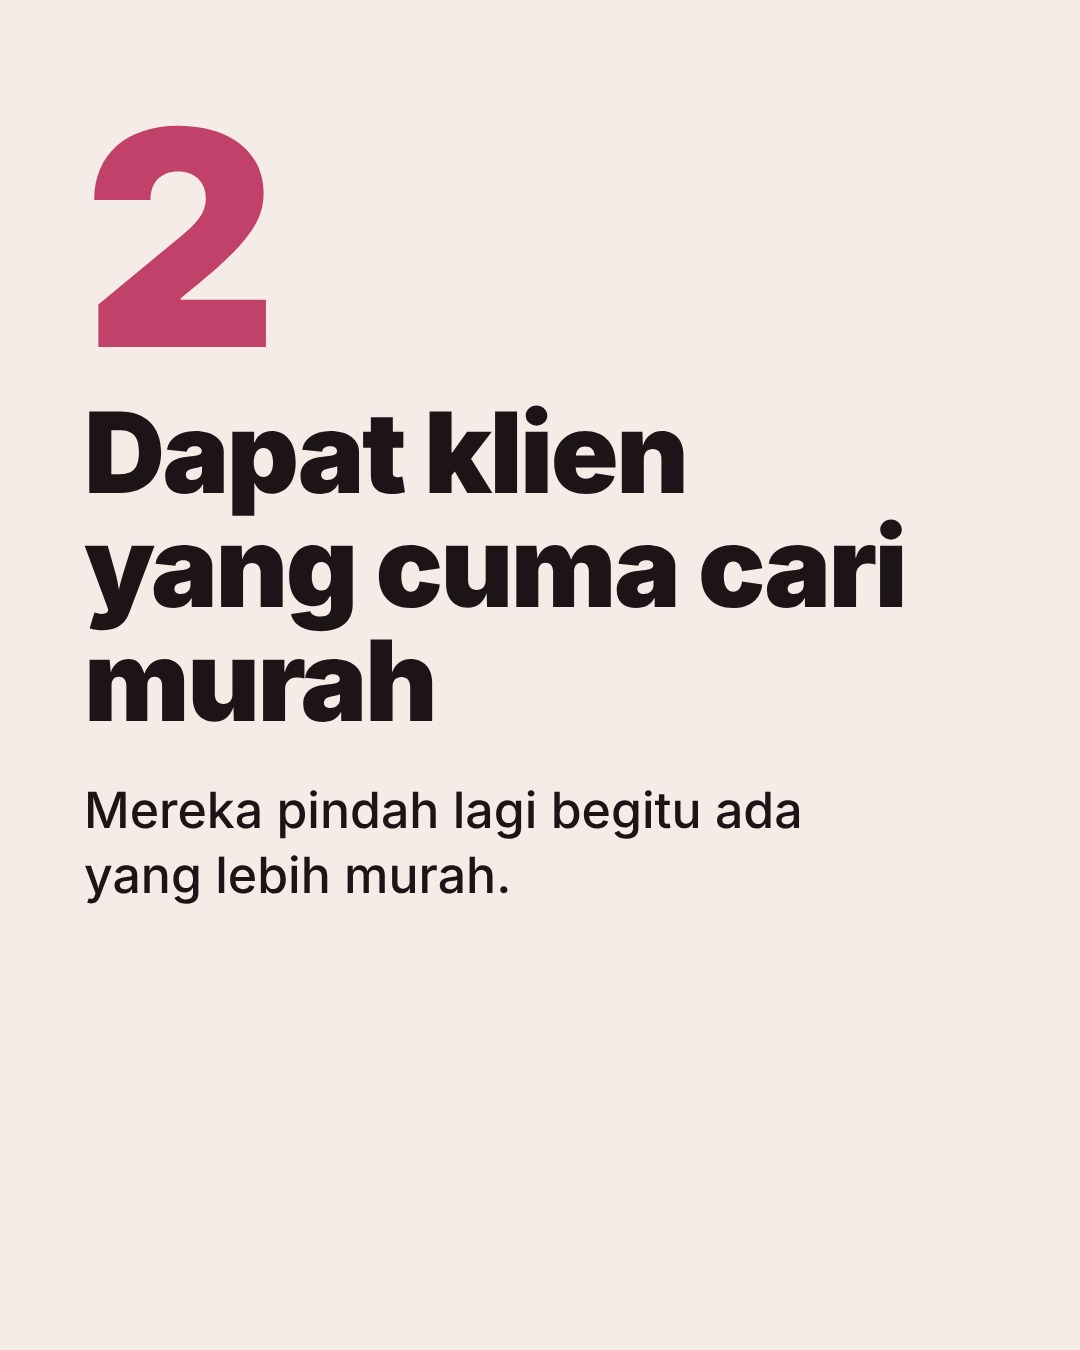 2
Dapat klien
yang cuma cari
murah
Mereka pindah lagi begitu ada
yang lebih murah.